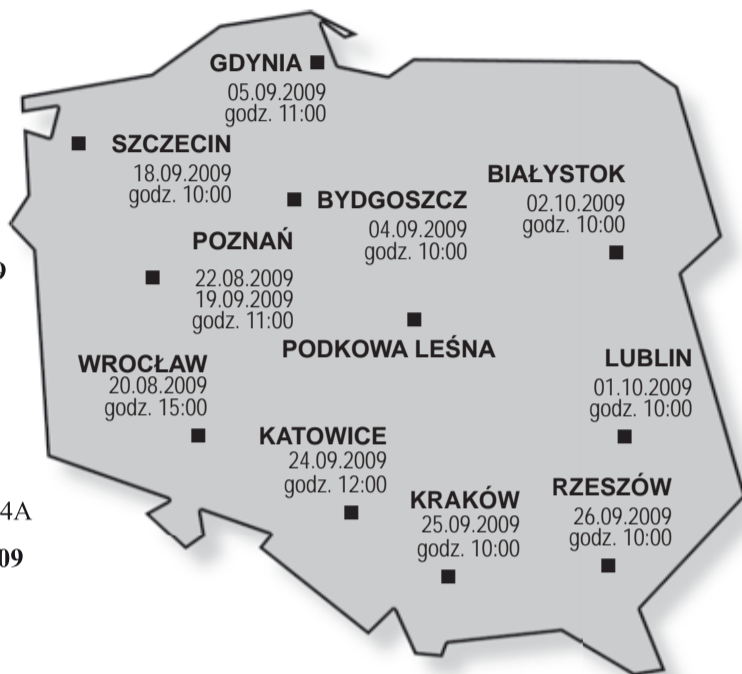 GDYNIA
05.09.2009
godz. 11:00
SZCZECIN
18.09.2009
godz. 10:00
BYDGOSZCZ
04.09.2009
godz. 10:00
BIAŁYSTOK
02.10.2009
godz. 10:00
POZNAŃ
22.08.2009
19.09.2009
godz. 11:00
9
PODKOWA LEŚNA
WROCŁAW
20.08.2009
godz. 15:00
LUBLIN
01.10.2009
godz. 10:00
KATOWICE
24.09.2009
godz. 12:00
KRAKÓW
25.09.2009
godz. 10:00
RZESZÓW
26.09.2009
godz. 10:00
4A
09